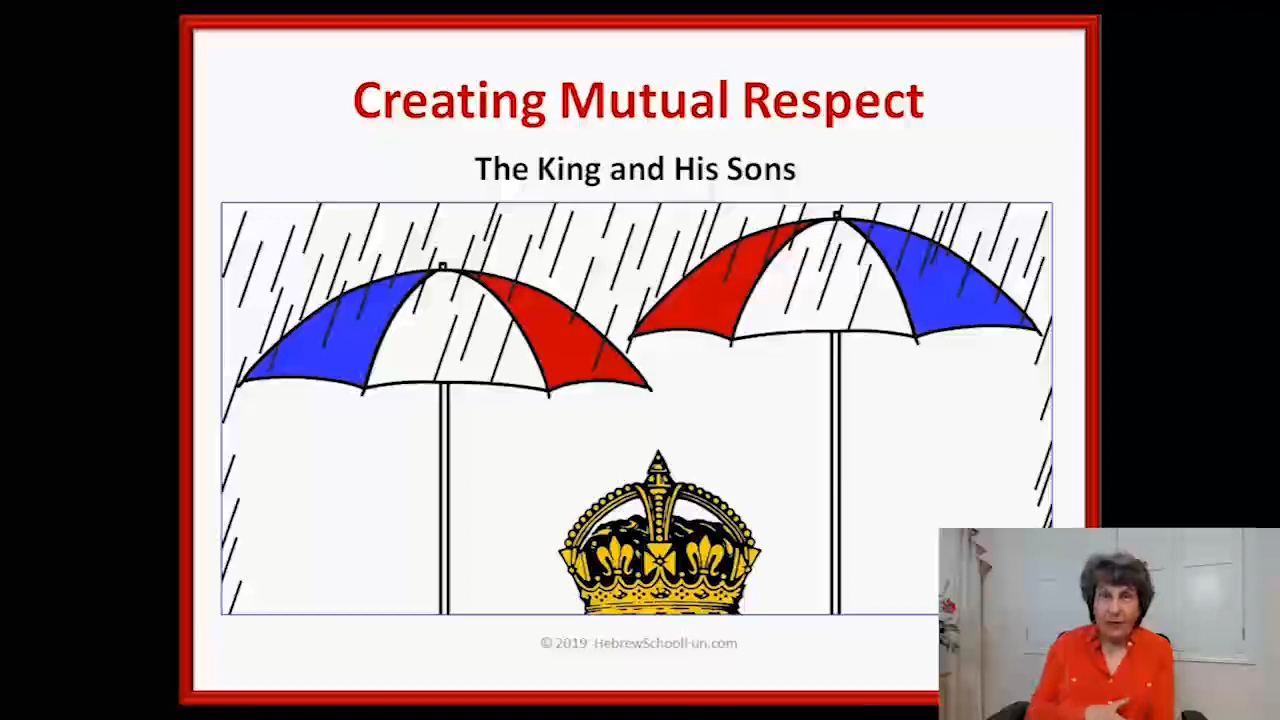 Creating Mutual Respect
The King and His Sons
© 2019 HebrewSchoolFun.com